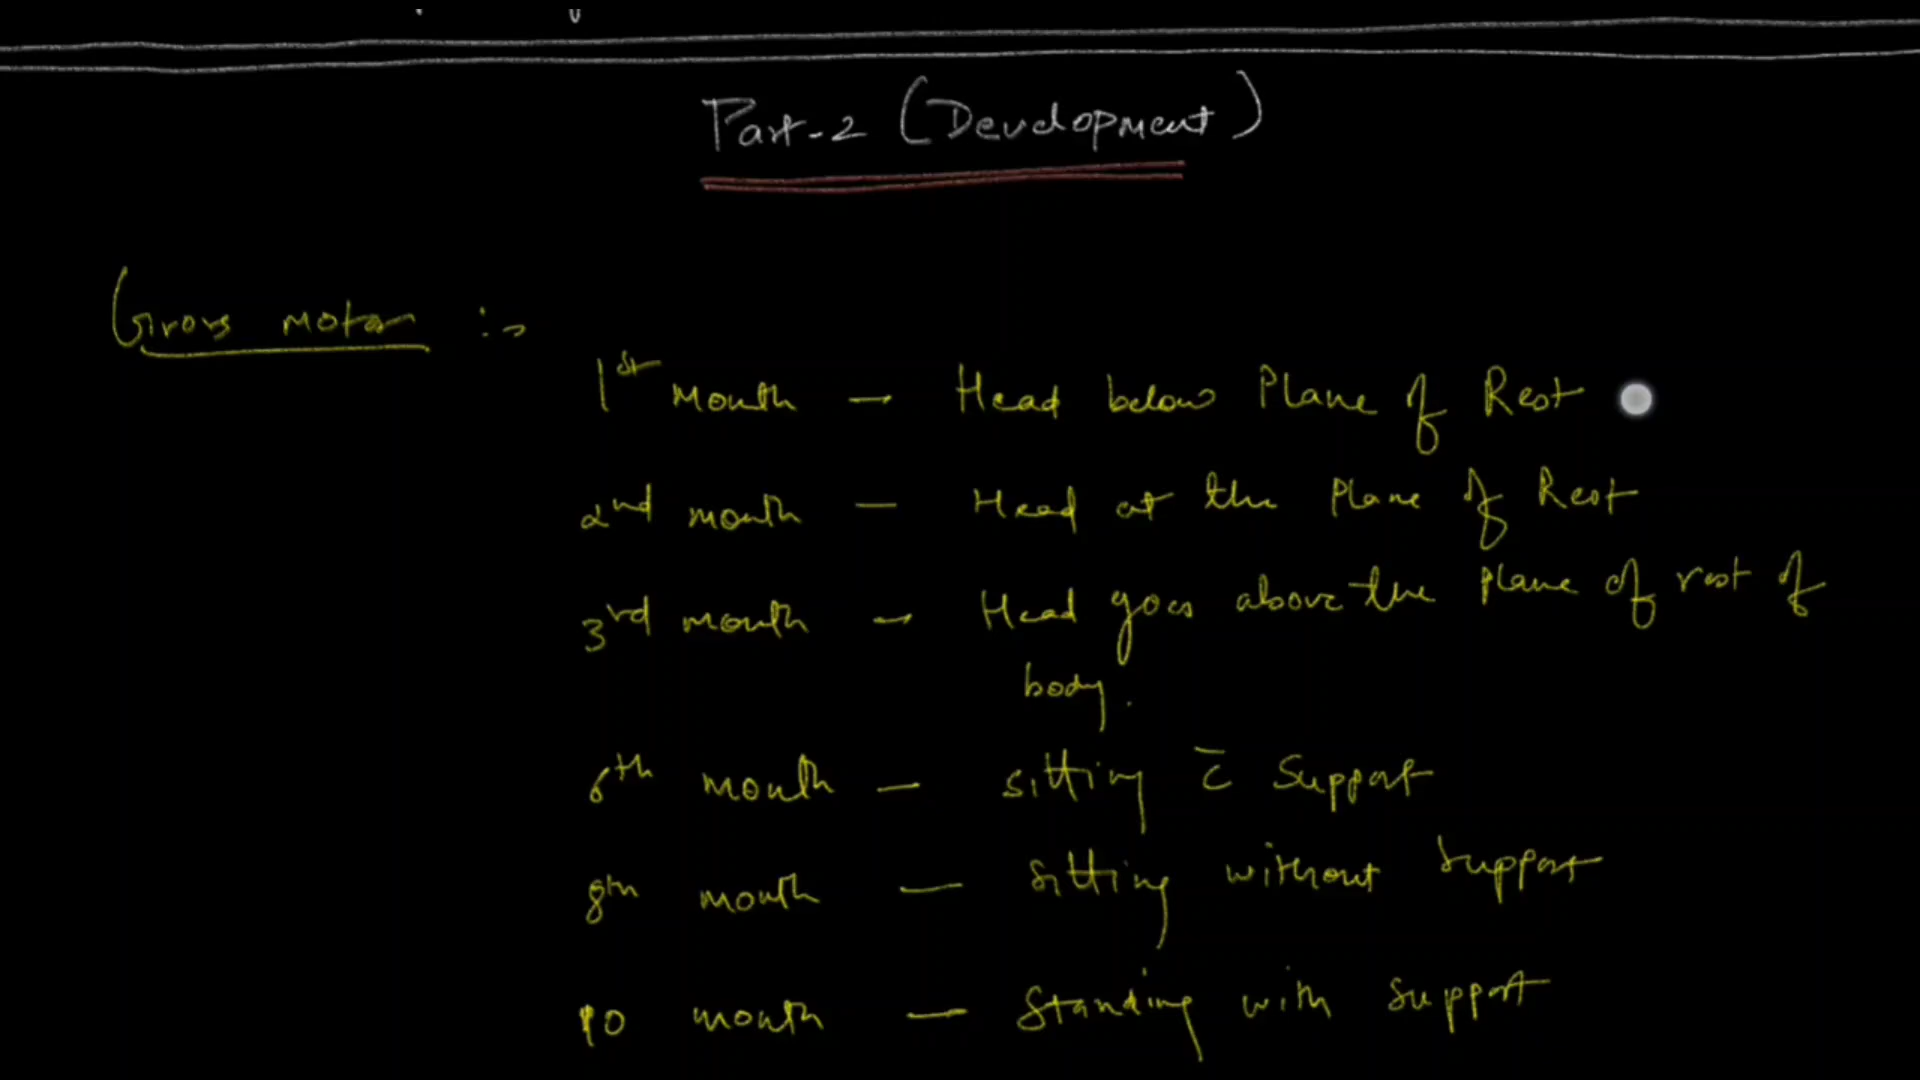 Part-2 (Development)
Gross motor :-
1st Month - Head below Plane of Rest
2nd month - Head at the Plane of Rest
3rd month - Head goes above the plane of rest of
body.
6th month - sitting c̄ support
8th month - sitting without support
10 month - Standing with support